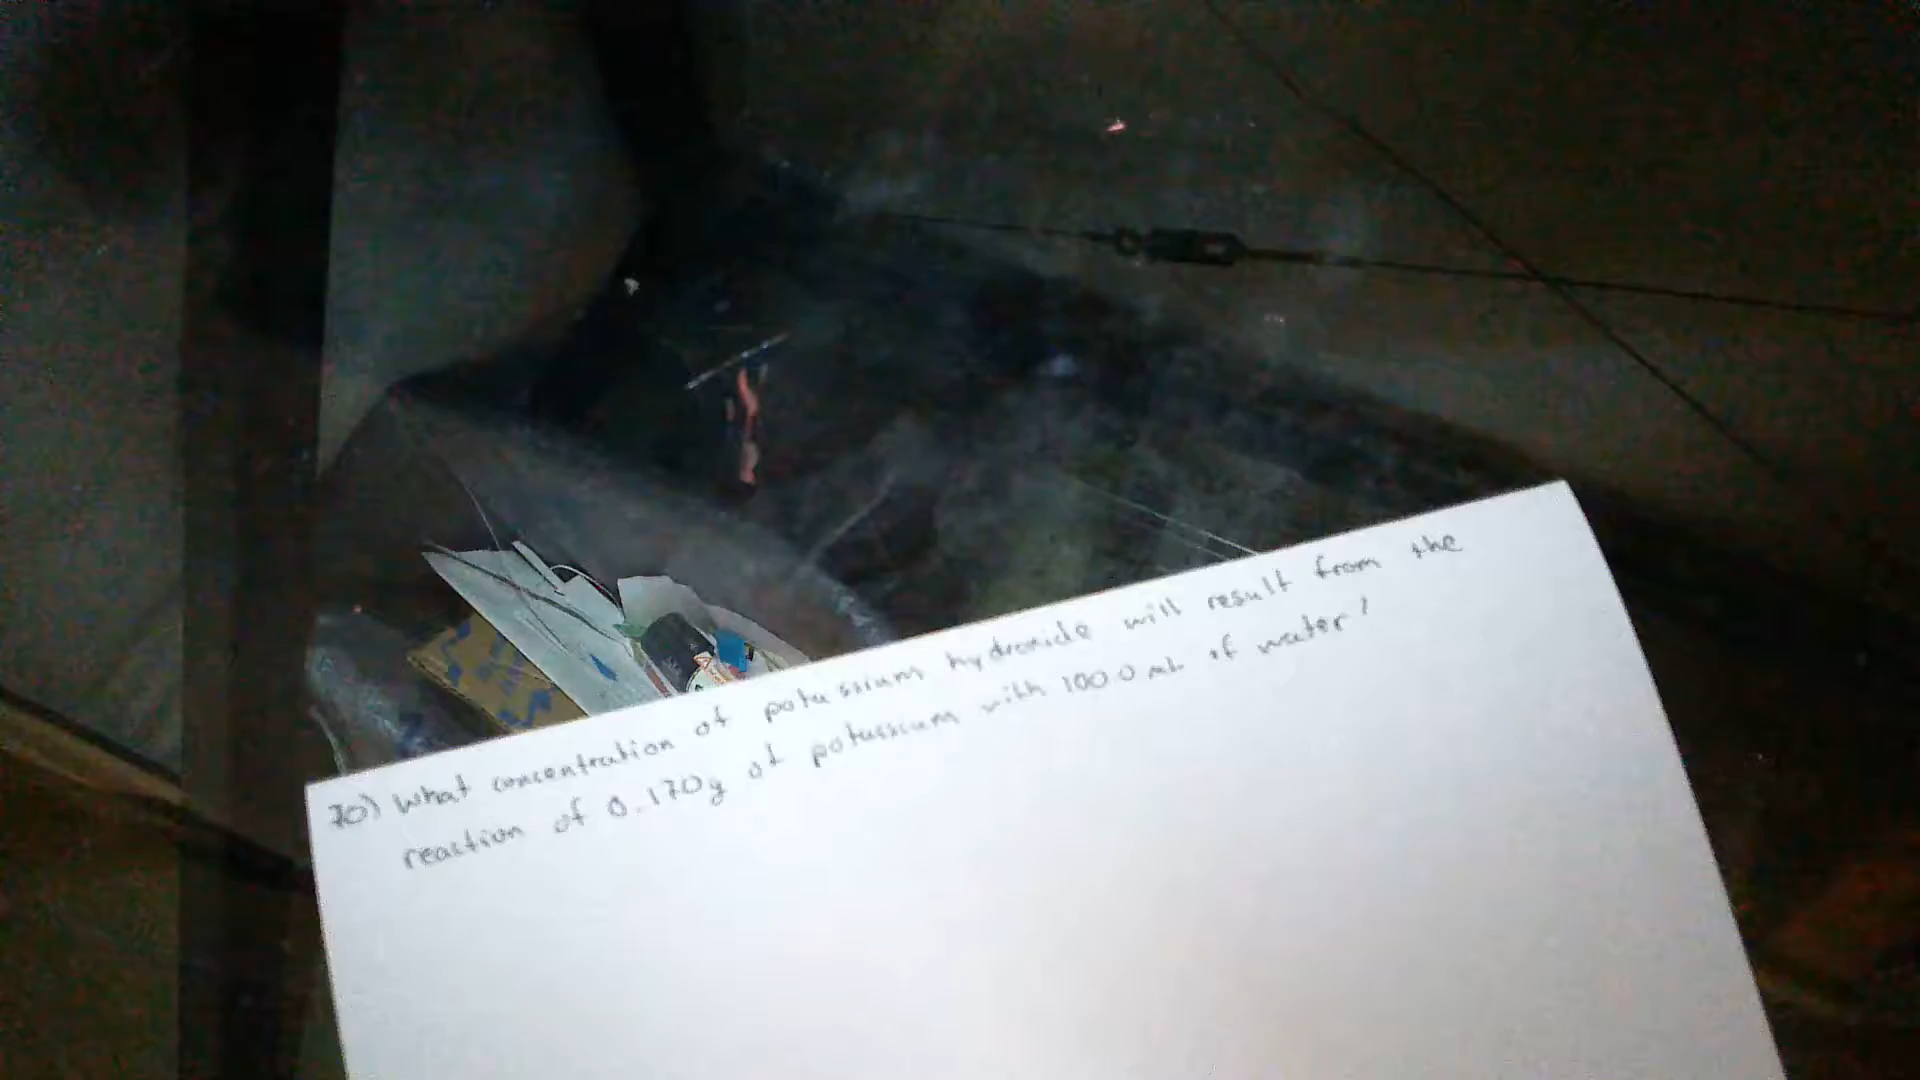 20) What concentration of potassium hydroxide will result from the
reaction of 0.170g of potassium with 100.0 mL of water?